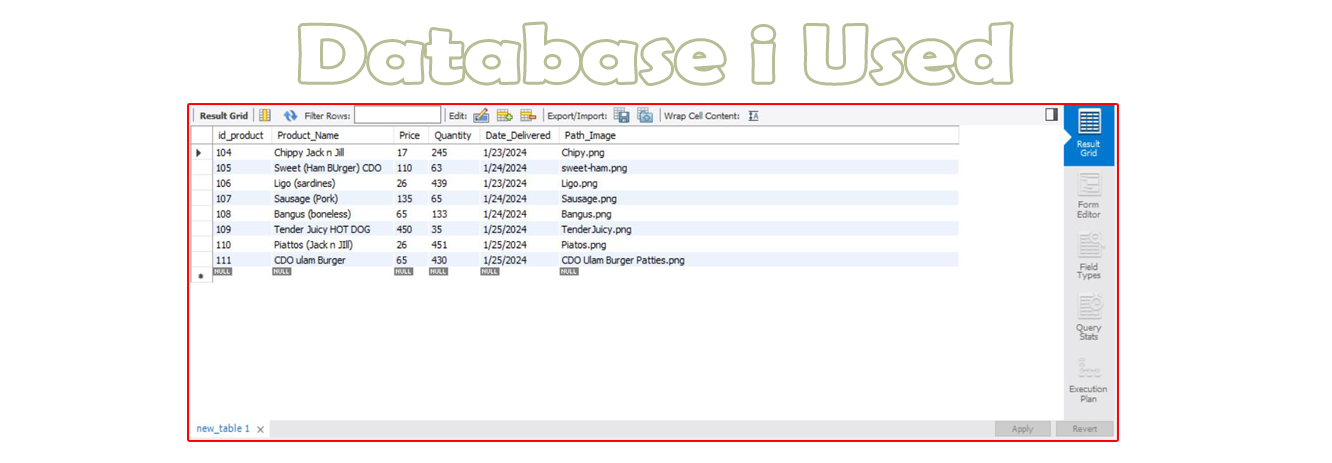 Database i Used
Result Grid Filter Rows: Edit: Export/Import: Wrap Cell Content:
id_product Product_Name Price Quantity Date_Delivered Path_Image
104 Chippy Jack n Jill 17 245 1/23/2024 Chipy.png
105 Sweet (Ham BUrger) CDO 110 63 1/24/2024 sweet-ham.png
106 Ligo (sardines) 26 439 1/23/2024 Ligo.png
107 Sausage (Pork) 135 65 1/24/2024 Sausage.png
108 Bangus (boneless) 65 133 1/24/2024 Bangus.png
109 Tender Juicy HOT DOG 450 35 1/25/2024 TenderJuicy.png
110 Piattos (Jack n JIll) 26 451 1/25/2024 Piatos.png
111 CDO ulam Burger 65 430 1/25/2024 CDO Ulam Burger Patties.png
NULL NULL NULL NULL NULL NULL
Result
Grid
Form
Editor
Field
Types
Query
Stats
Execution
Plan
new_table 1
Apply Revert